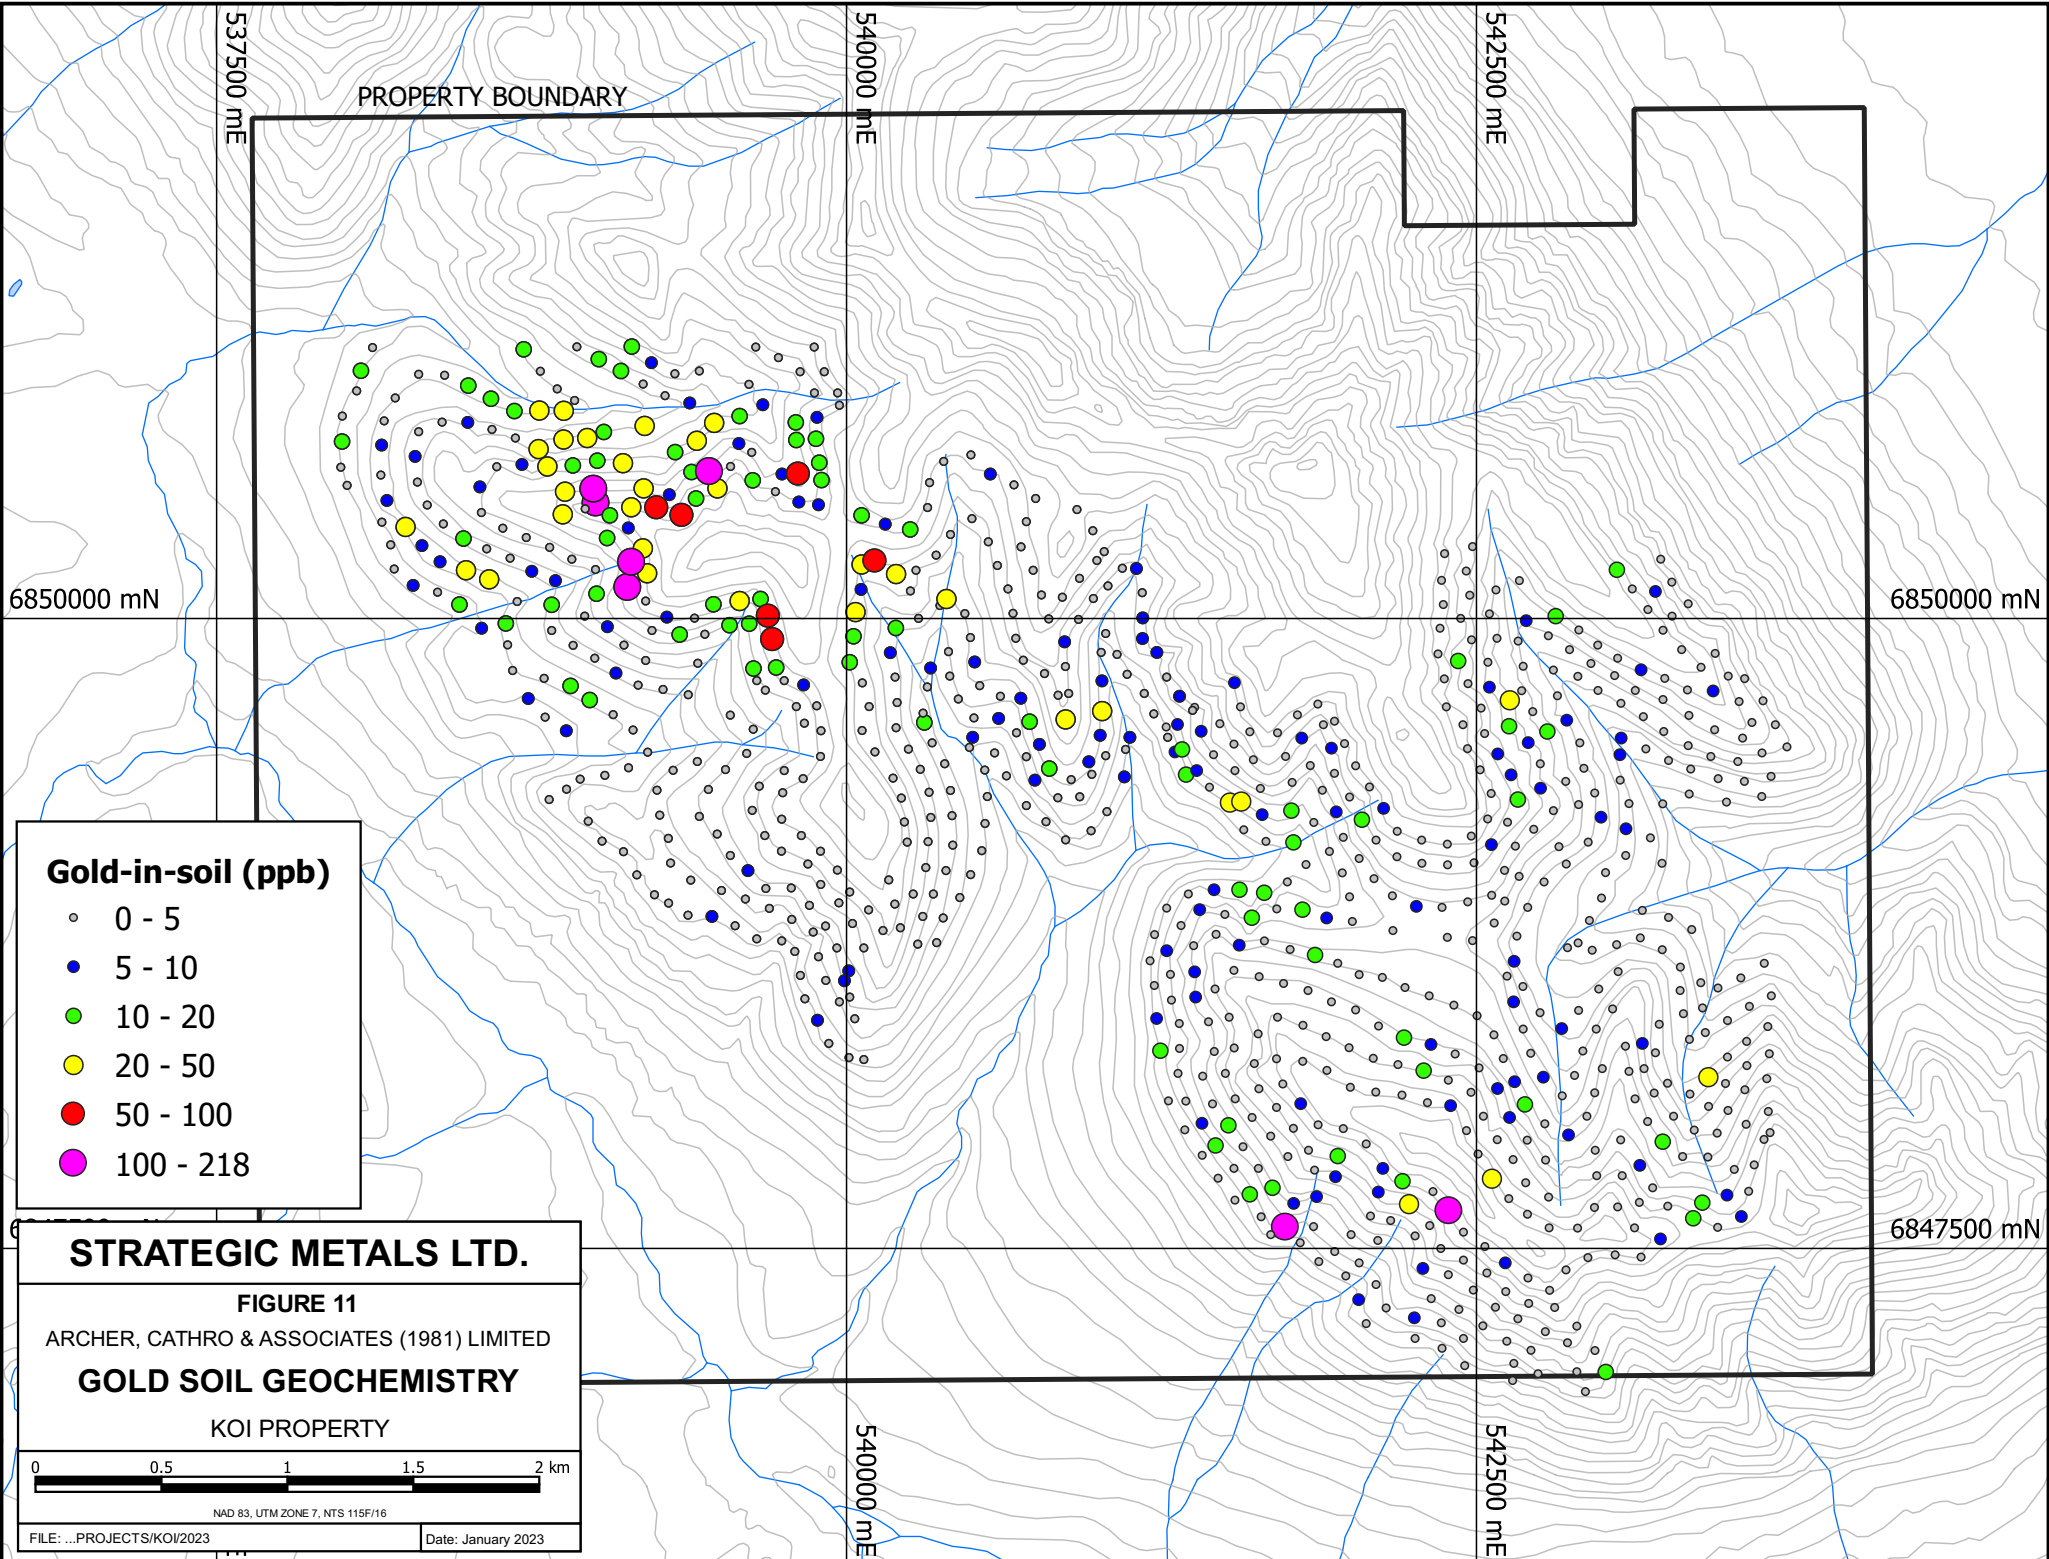 537500 mE
540000 mE
542500 mE
PROPERTY BOUNDARY
6850000 mN
6850000 mN
Gold-in-soil (ppb)
0 - 5
5 - 10
10 - 20
20 - 50
50 - 100
100 - 218
6847500 mN
STRATEGIC METALS LTD.
FIGURE 11
ARCHER, CATHRO & ASSOCIATES (1981) LIMITED
GOLD SOIL GEOCHEMISTRY
KOI PROPERTY
0 0.5 1 1.5 2 km
NAD 83, UTM ZONE 7, NTS 115F/16
FILE: ...PROJECTS/KOI/2023
Date: January 2023
540000 mE
542500 mE